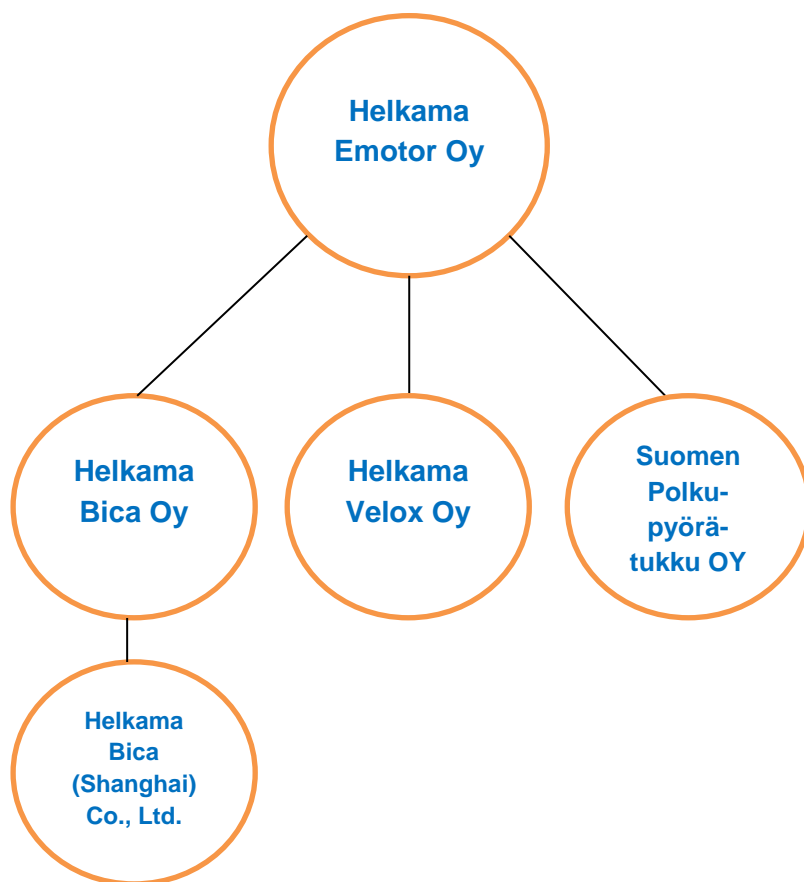 Helkama
Emotor Oy
Helkama
Bica Oy
Helkama
Velox Oy
Suomen
Polku-
pyörä-
tukku OY
Helkama
Bica
(Shanghai)
Co., Ltd.